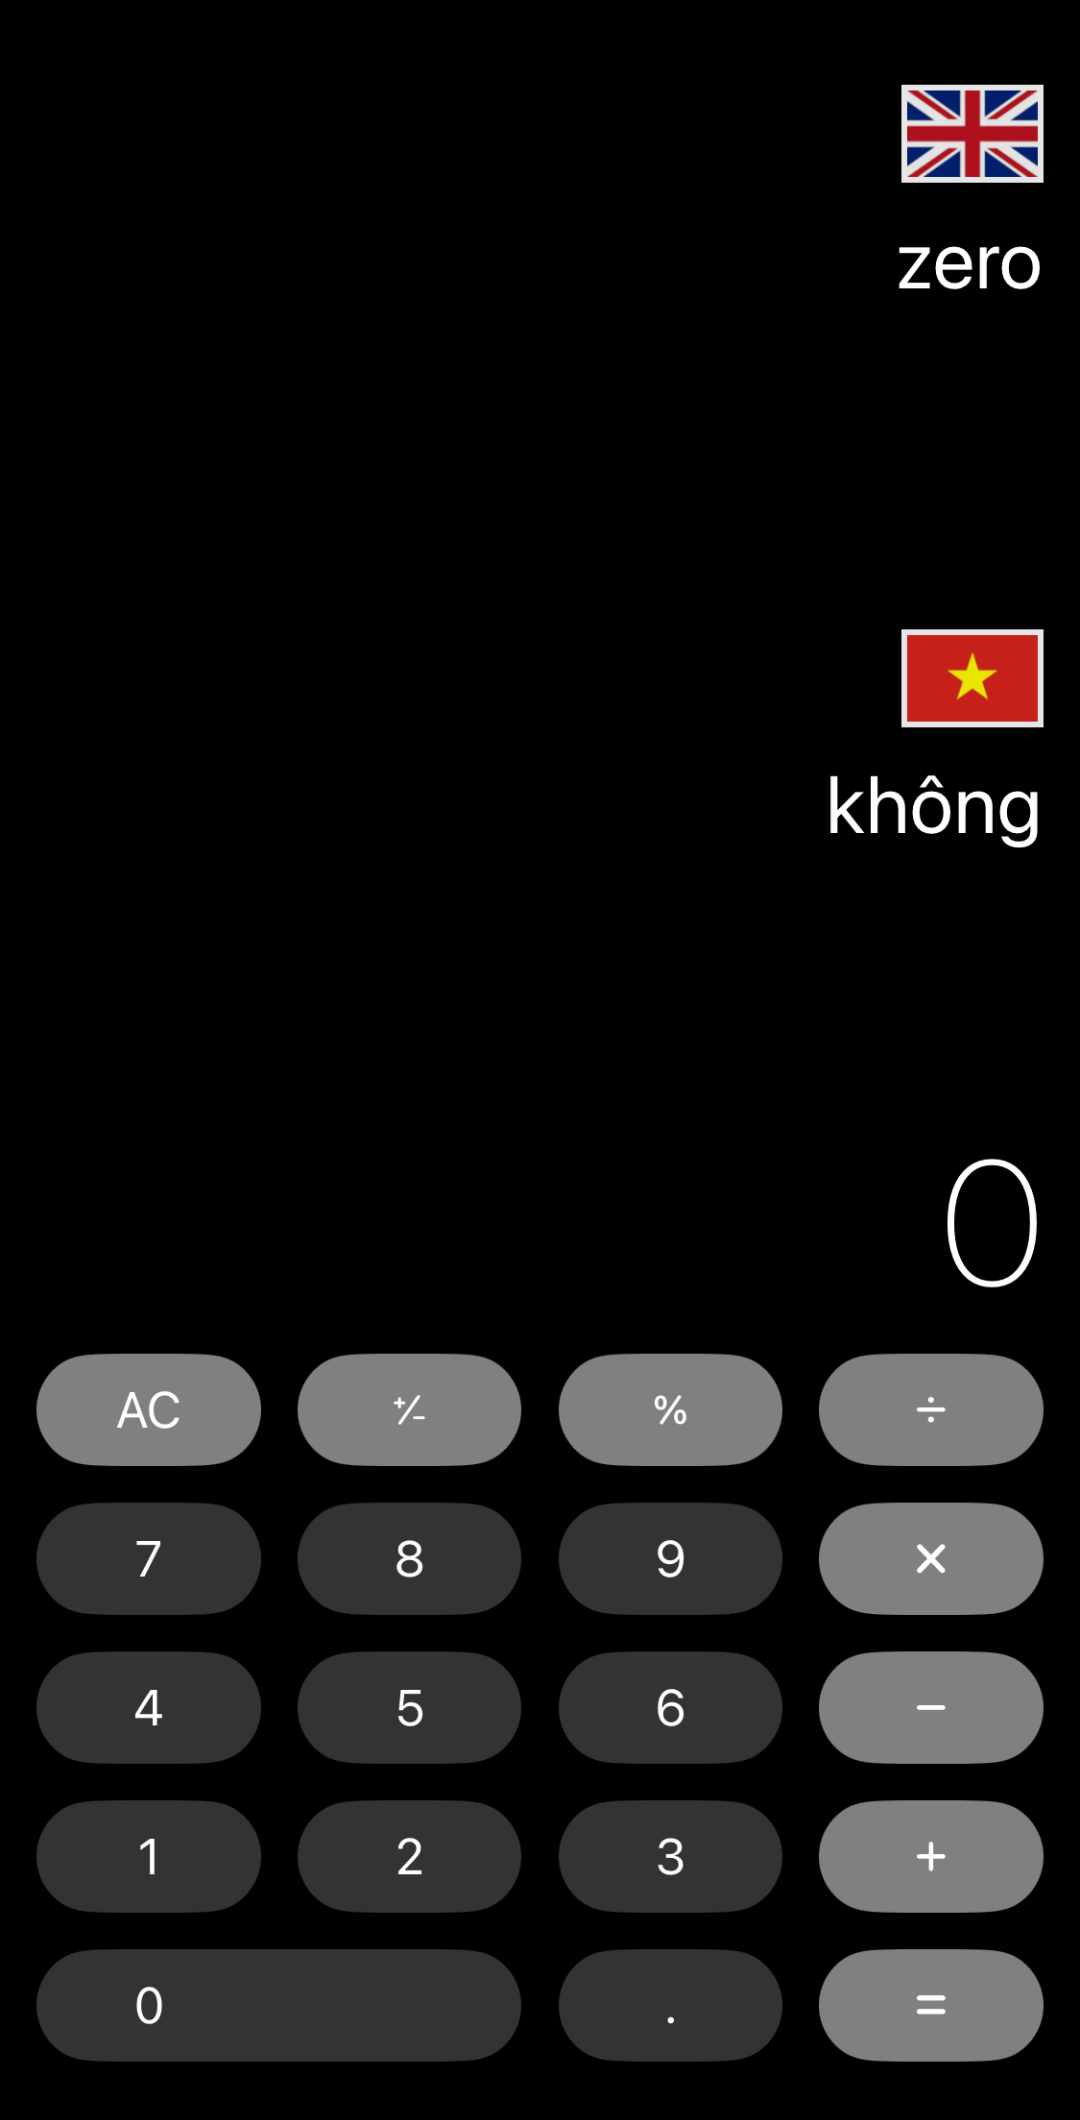 zero
không
0
AC ⁺⁄₋ % ÷
7 8 9 ×
4 5 6 −
1 2 3 +
0 . =